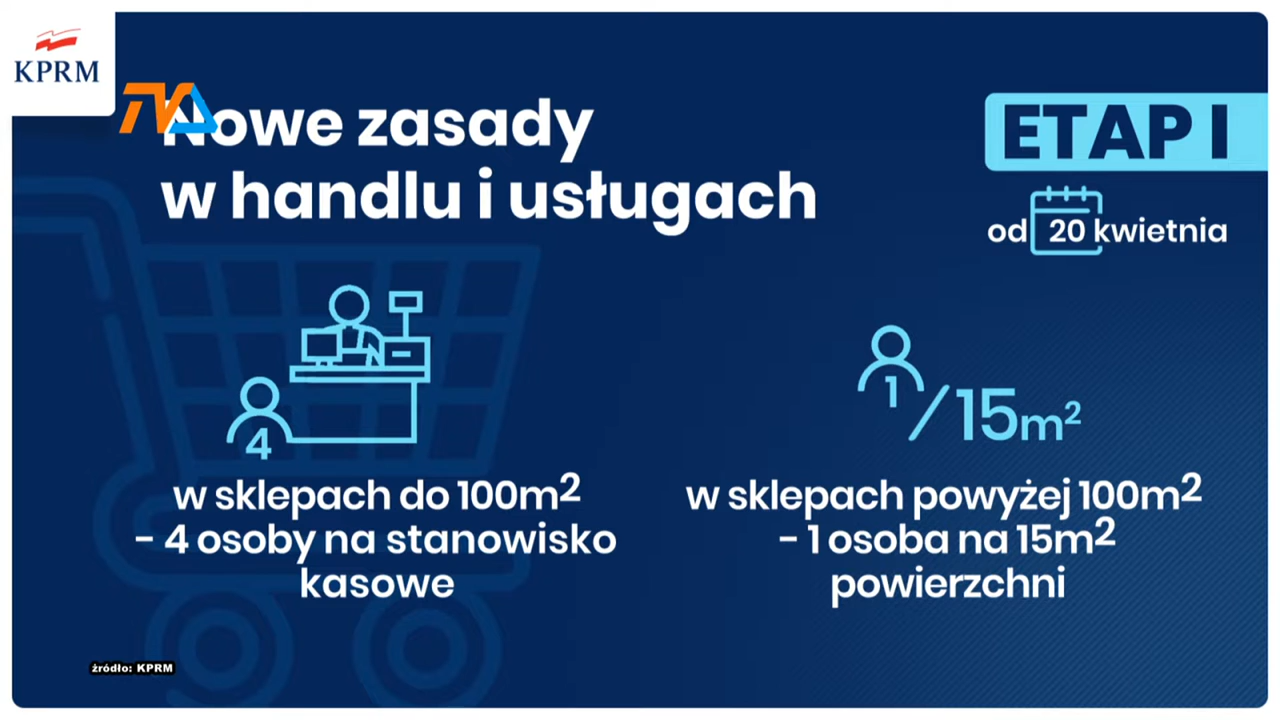 KPRM
TVA
Nowe zasady
w handlu i usługach
ETAP I
od 20 kwietnia
4
1/15m²
w sklepach do 100m²
- 4 osoby na stanowisko
kasowe
w sklepach powyżej 100m²
- 1 osoba na 15m²
powierzchni
źródło: KPRM